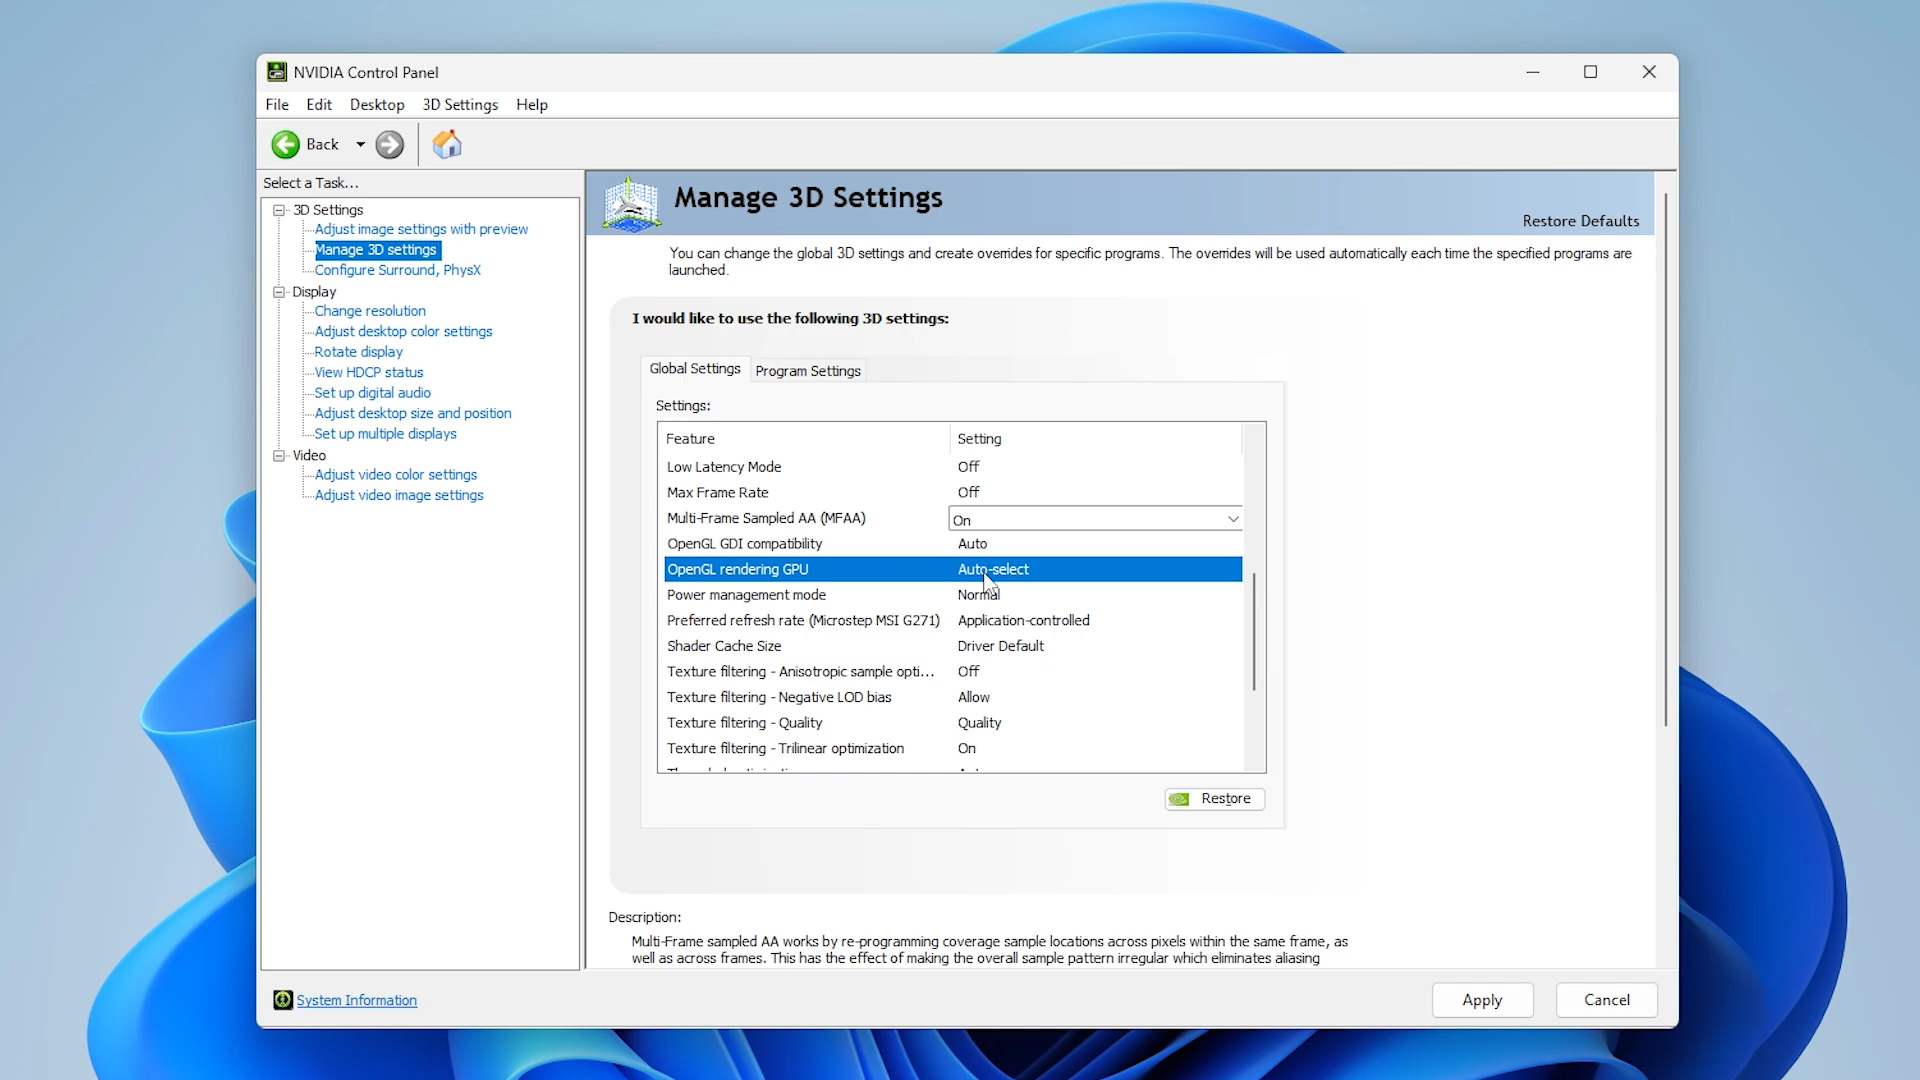 NVIDIA Control Panel
File Edit Desktop 3D Settings Help
Back
Select a Task...
3D Settings
Adjust image settings with preview
Manage 3D settings
Configure Surround, PhysX
Display
Change resolution
Adjust desktop color settings
Rotate display
View HDCP status
Set up digital audio
Adjust desktop size and position
Set up multiple displays
Video
Adjust video color settings
Adjust video image settings
System Information
Manage 3D Settings
Restore Defaults
You can change the global 3D settings and create overrides for specific programs. The overrides will be used automatically each time the specified programs are
launched.
I would like to use the following 3D settings:
Global Settings Program Settings
Settings:
Feature Setting
Low Latency Mode Off
Max Frame Rate Off
Multi-Frame Sampled AA (MFAA) On
OpenGL GDI compatibility Auto
OpenGL rendering GPU Auto-select
Power management mode Normal
Preferred refresh rate (Microstep MSI G271) Application-controlled
Shader Cache Size Driver Default
Texture filtering - Anisotropic sample opti... Off
Texture filtering - Negative LOD bias Allow
Texture filtering - Quality Quality
Texture filtering - Trilinear optimization On
Restore
Description:
Multi-Frame sampled AA works by re-programming coverage sample locations across pixels within the same frame, as
well as across frames. This has the effect of making the overall sample pattern irregular which eliminates aliasing
Apply Cancel